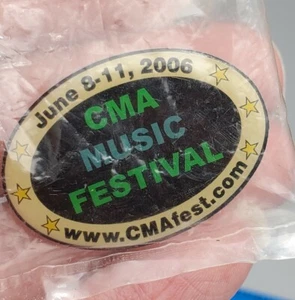 June 8-11, 2006
CMA
MUSIC
FESTIVAL
www.CMAfest.com